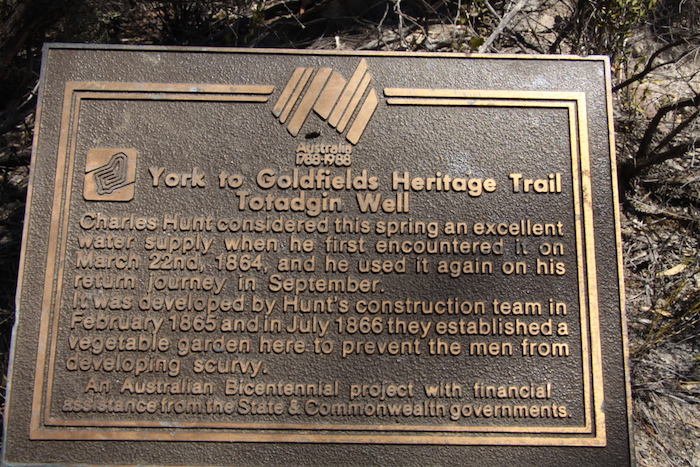 Australia
1788-1988
York to Goldfields Heritage Trail
Totadgin Well
Charles Hunt considered this spring an excellent
water supply when he first encountered it on
March 22nd, 1864, and he used it again on his
return journey in September.
It was developed by Hunt's construction team in
February 1865 and in July 1866 they established a
vegetable garden here to prevent the men from
developing scurvy.
An Australian Bicentennial project with financial
assistance from the State & Commonwealth governments.